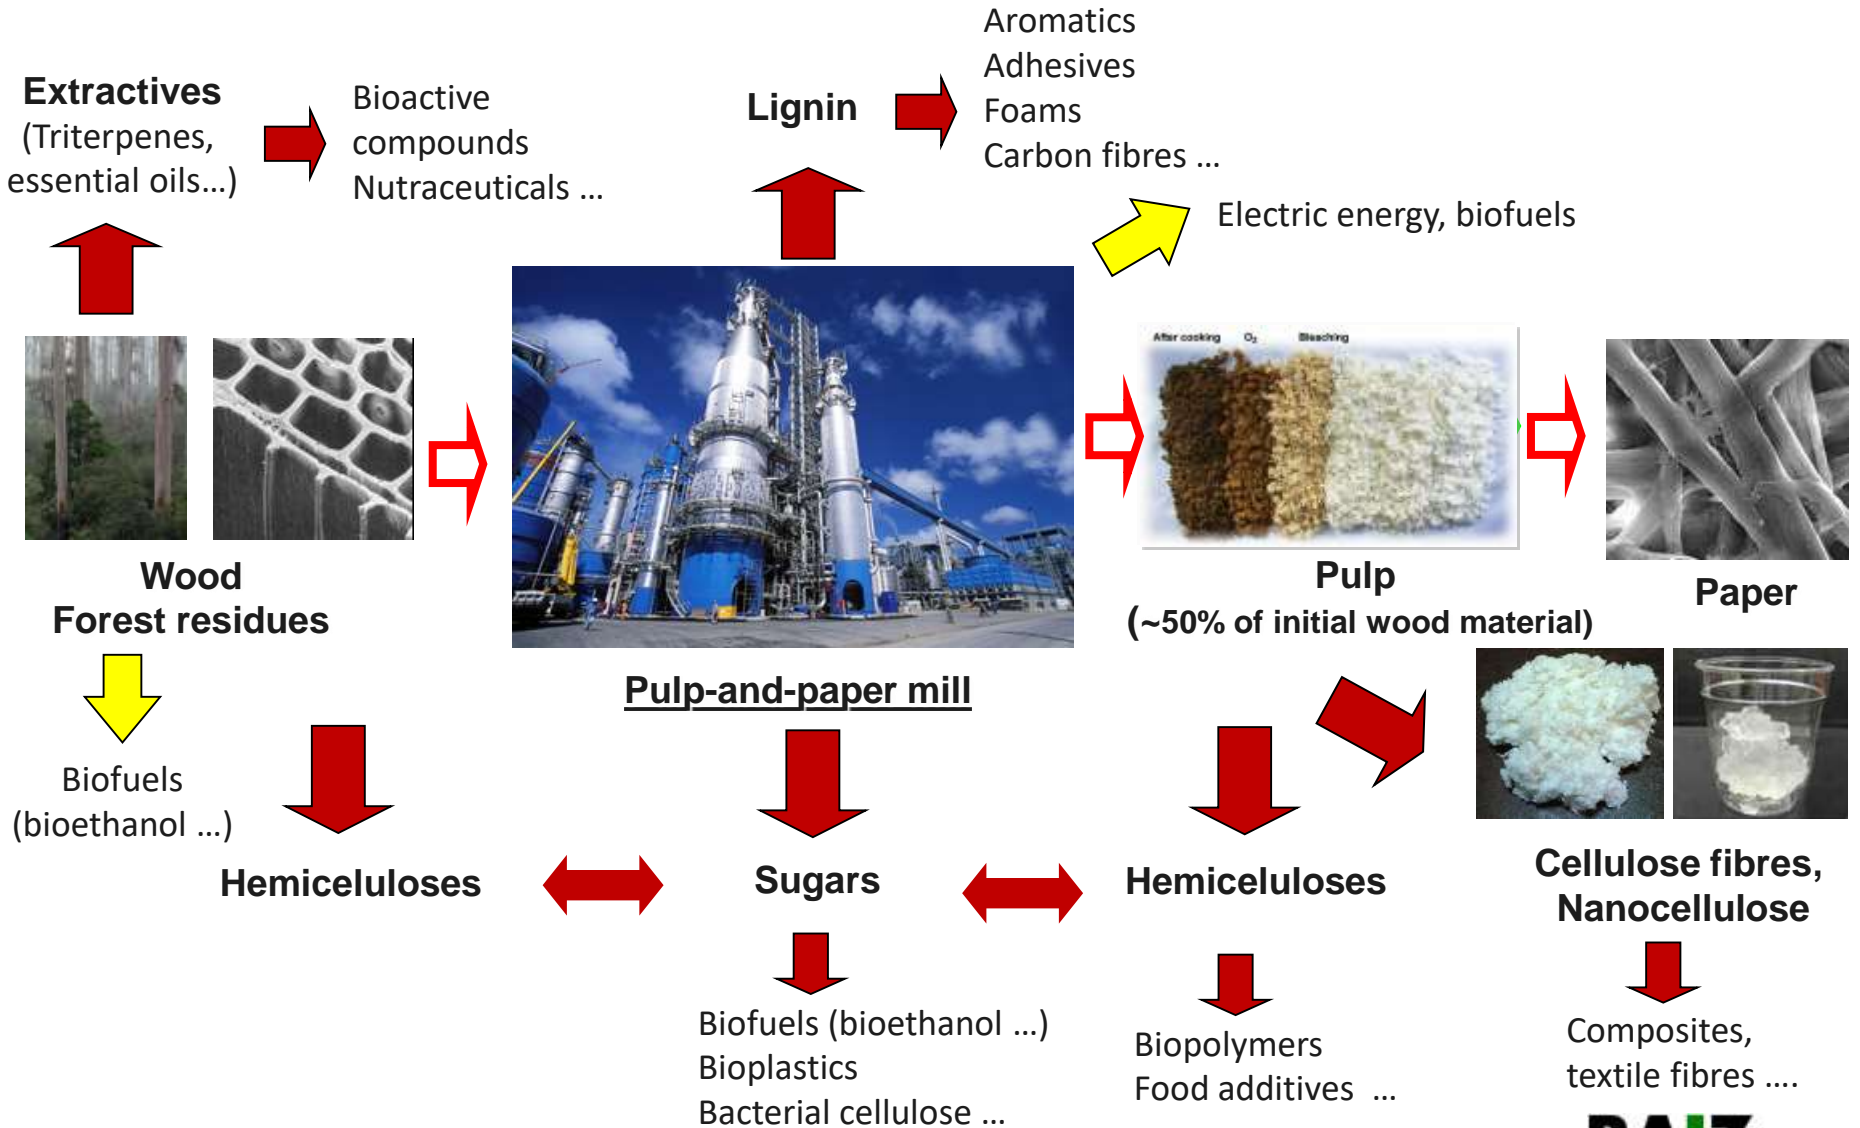 Extractives
(Triterpenes,
essential oils...)
Bioactive
compounds
Nutraceuticals ...
Lignin
Aromatics
Adhesives
Foams
Carbon fibres ...
Electric energy, biofuels
After cooking O₂ Bleaching
Wood
Forest residues
Pulp-and-paper mill
Pulp
(~50% of initial wood material)
Paper
Biofuels
(bioethanol ...)
Hemiceluloses
Sugars
Hemiceluloses
Cellulose fibres,
Nanocellulose
Biofuels (bioethanol ...)
Bioplastics
Bacterial cellulose ...
Biopolymers
Food additives ...
Composites,
textile fibres ....